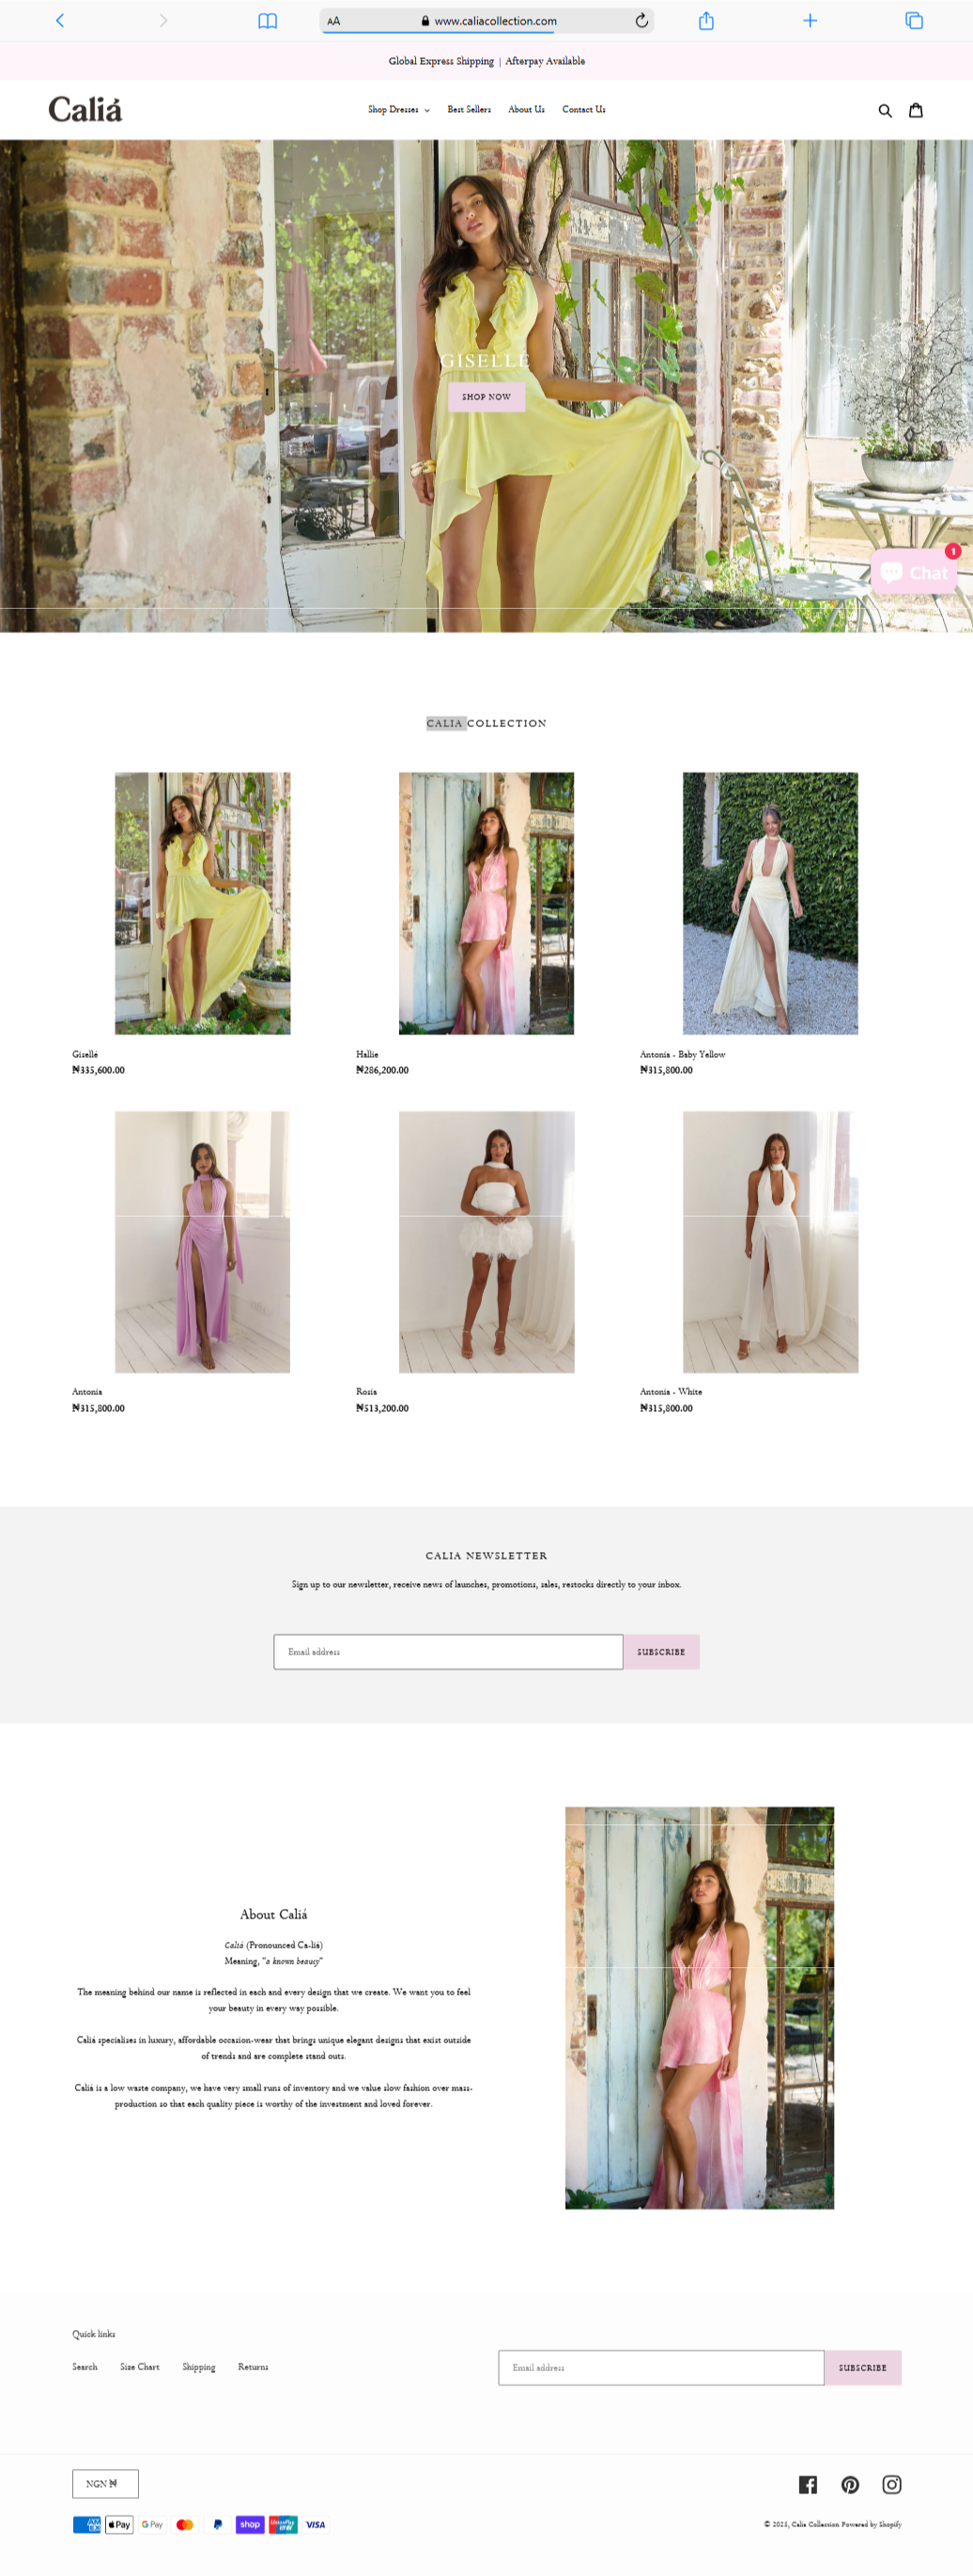 AA www.caliacollection.com
Global Express Shipping | Afterpay Available
Caliá
Shop Dresses Best Sellers About Us Contact Us
GISELLE
SHOP NOW
1
Chat
CALIA COLLECTION
Giselle
₦335,600.00
Hallie
₦286,200.00
Antonia - Baby Yellow
₦315,800.00
Antonia
₦315,800.00
Rosia
₦513,200.00
Antonia - White
₦315,800.00
CALIA NEWSLETTER
Sign up to our newsletter, receive news of launches, promotions, sales, restocks directly to your inbox.
Email address
SUBSCRIBE
About Caliá
Caliá (Pronounced Ca-liá)
Meaning, "a known beauty"
The meaning behind our name is reflected in each and every design that we create. We want you to feel
your beauty in every way possible.
Caliá specialises in luxury, affordable occasion-wear that brings unique elegant designs that exist outside
of trends and are complete stand outs.
Caliá is a low waste company, we have very small runs of inventory and we value slow fashion over mass-
production so that each quality piece is worthy of the investment and loved forever.
Quick links
Search Size Chart Shipping Returns
Email address
SUBSCRIBE
NGN ₦
Pay
G Pay
shop
VISA
© 2023, Calia Collection Powered by Shopify